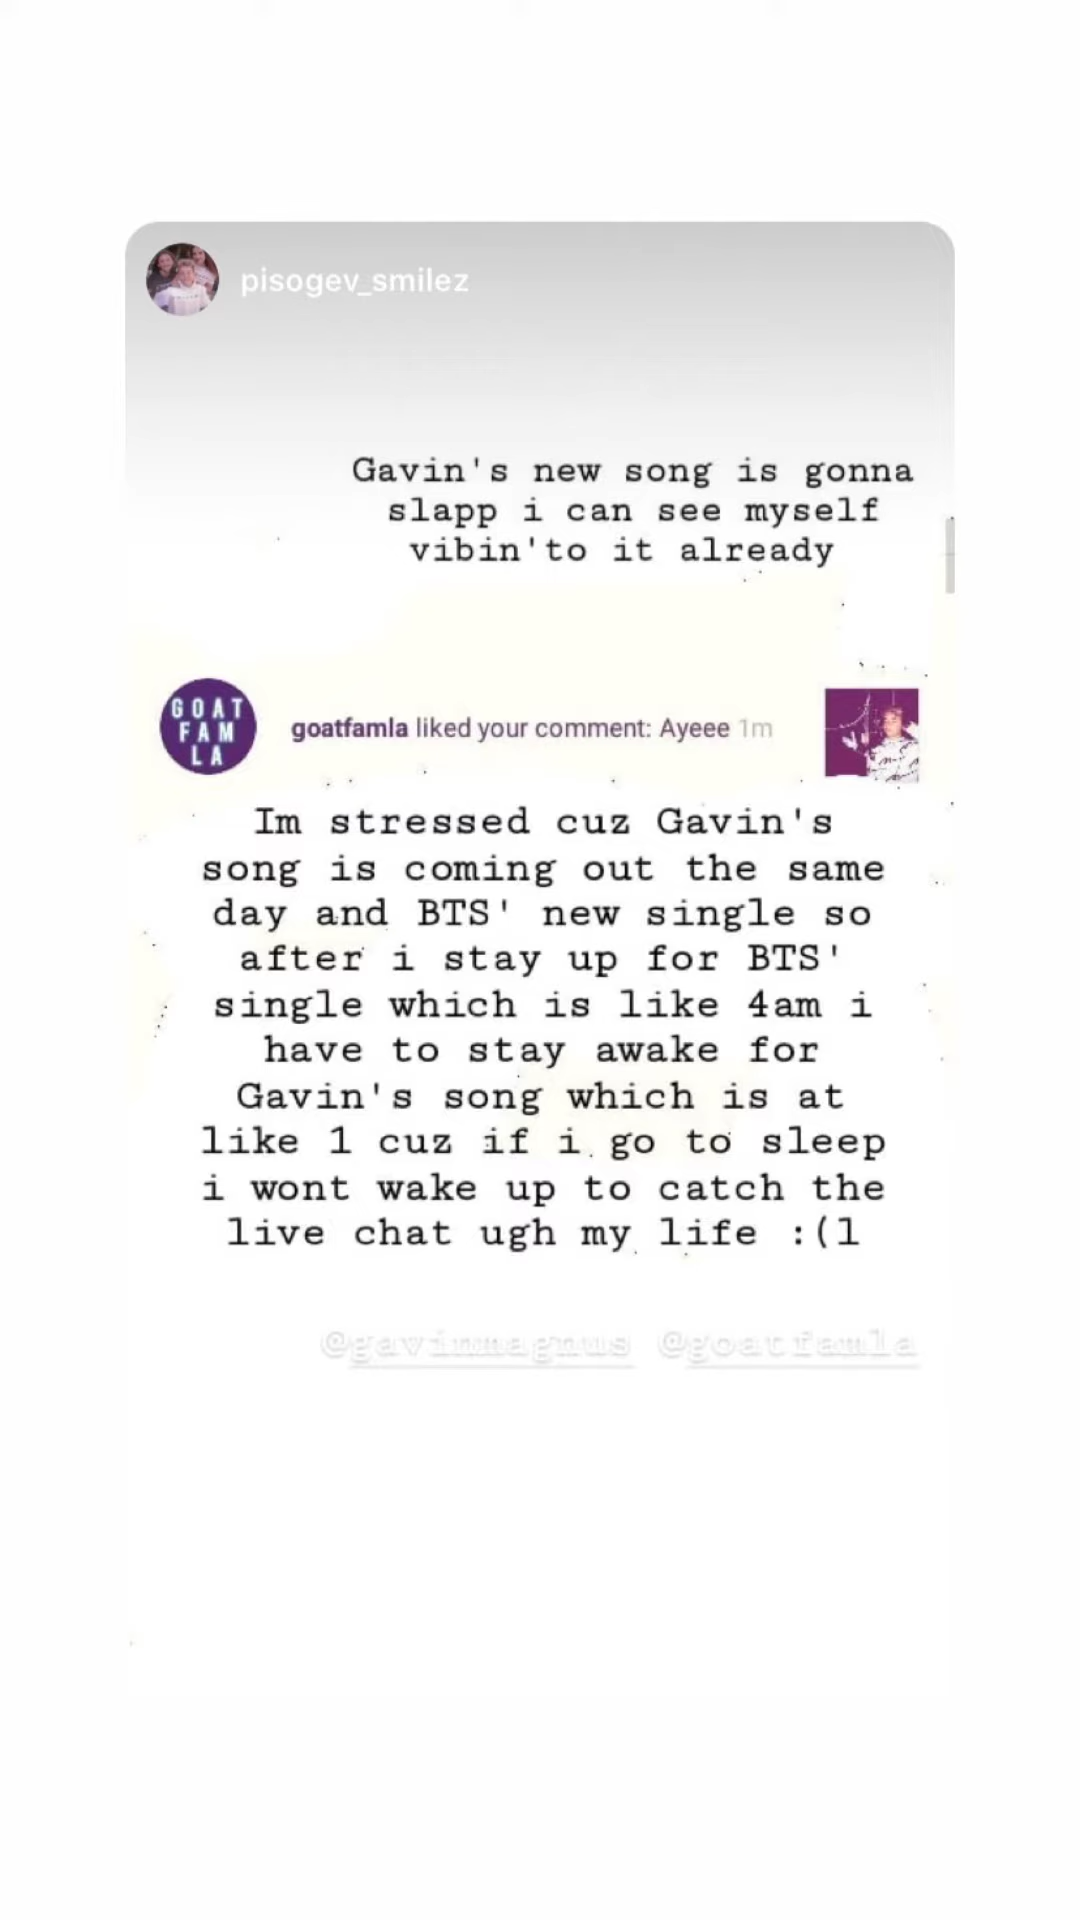 pisogev_smilez
Gavin's new song is gonna
slapp i can see myself
vibin'to it already
GOAT
FAM
LA
goatfamla liked your comment: Ayeee 1m
Im stressed cuz Gavin's
song is coming out the same
day and BTS' new single so
after i stay up for BTS'
single which is like 4am i
have to stay awake for
Gavin's song which is at
like 1 cuz if i go to sleep
i wont wake up to catch the
live chat ugh my life :(l
@gavinmagnus @goatfamla